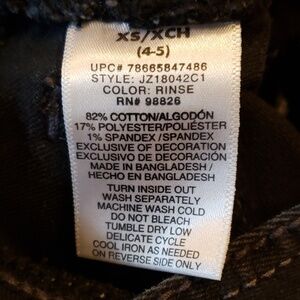 XS/XCH
(4-5)
UPC# 78665847486
STYLE: JZ18042C1
COLOR: RINSE
RN# 98826
82% COTTON/ALGODÓN
17% POLYESTER/POLIÉSTER
1% SPANDEX/SPANDEX
EXCLUSIVE OF DECORATION
EXCLUSIVO DE DECORACIÓN
MADE IN BANGLADESH/
HECHO EN BANGLADESH
TURN INSIDE OUT
WASH SEPARATELY
MACHINE WASH COLD
DO NOT BLEACH
TUMBLE DRY LOW
DELICATE CYCLE
COOL IRON AS NEEDED
ON REVERSE SIDE ONLY